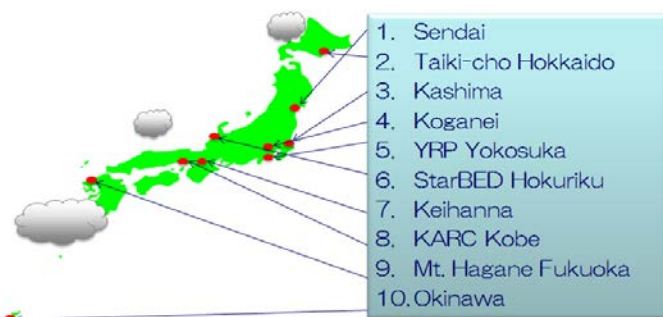 1. Sendai
2. Taiki-cho Hokkaido
3. Kashima
4. Koganei
5. YRP Yokosuka
6. StarBED Hokuriku
7. Keihanna
8. KARC Kobe
9. Mt. Hagane Fukuoka
10. Okinawa